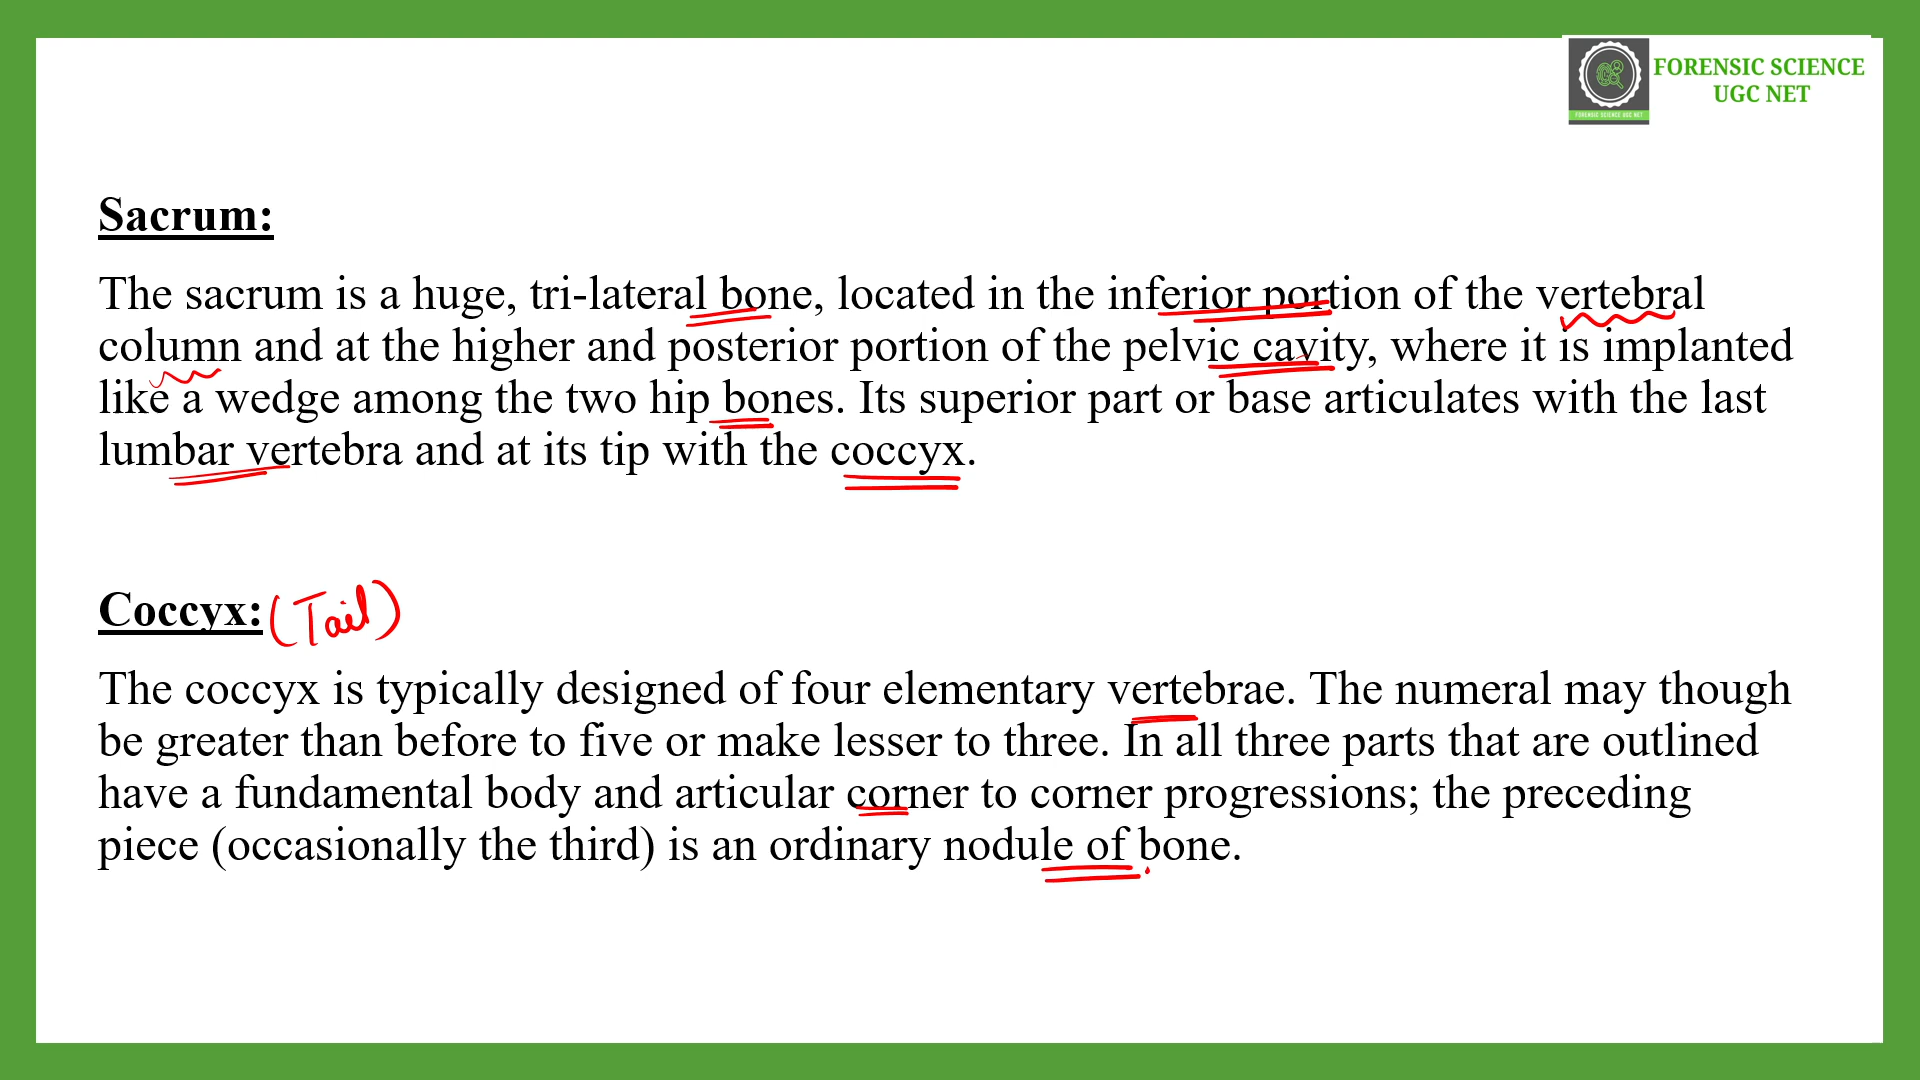 FORENSIC SCIENCE
UGC NET
FORENSIC SCIENCE UGC NET
Sacrum:
The sacrum is a huge, tri-lateral bone, located in the inferior portion of the vertebral
column and at the higher and posterior portion of the pelvic cavity, where it is implanted
like a wedge among the two hip bones. Its superior part or base articulates with the last
lumbar vertebra and at its tip with the coccyx.
Coccyx: (Tail)
The coccyx is typically designed of four elementary vertebrae. The numeral may though
be greater than before to five or make lesser to three. In all three parts that are outlined
have a fundamental body and articular corner to corner progressions; the preceding
piece (occasionally the third) is an ordinary nodule of bone.